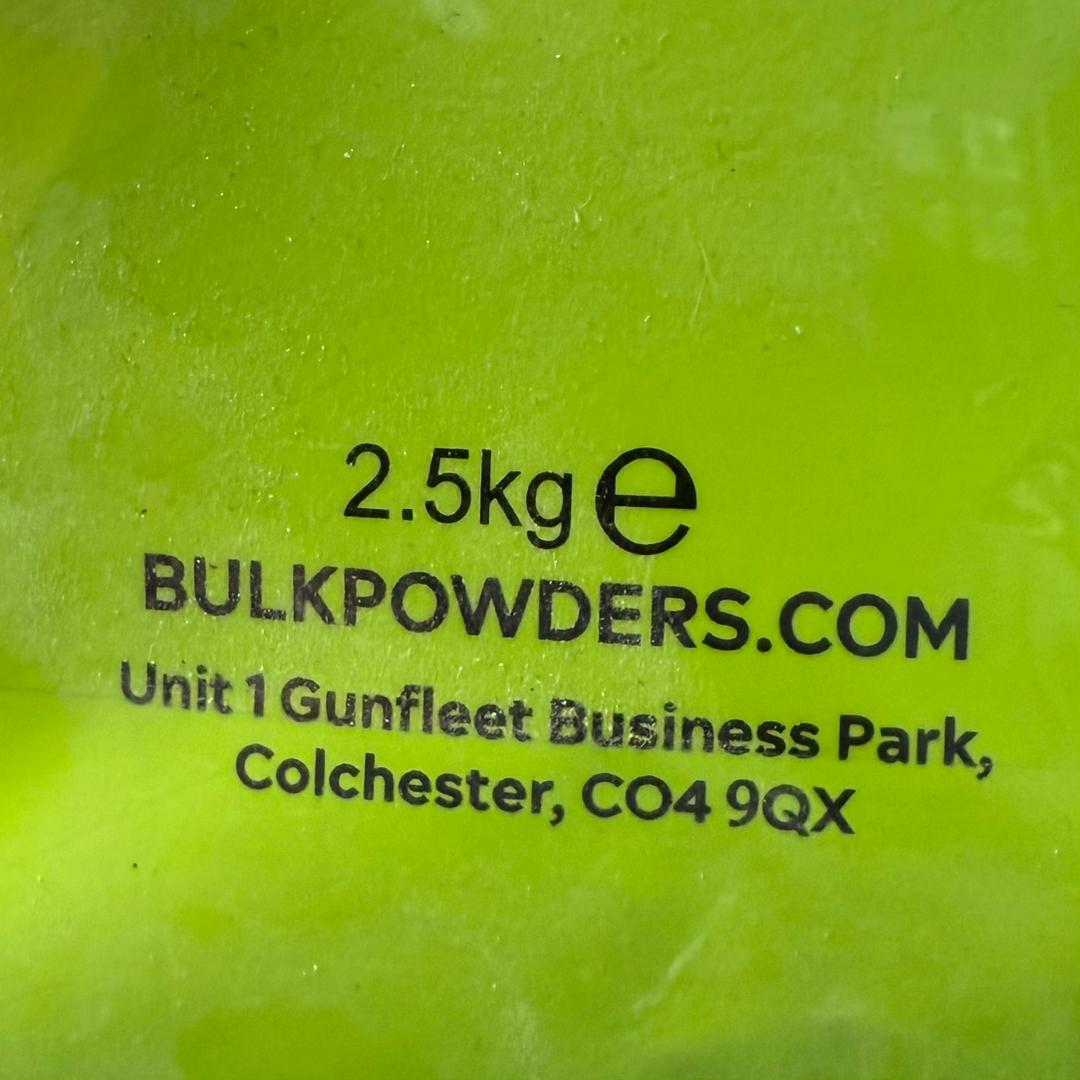 2.5kg ℮
BULKPOWDERS.COM
Unit 1 Gunfleet Business Park,
Colchester, CO4 9QX